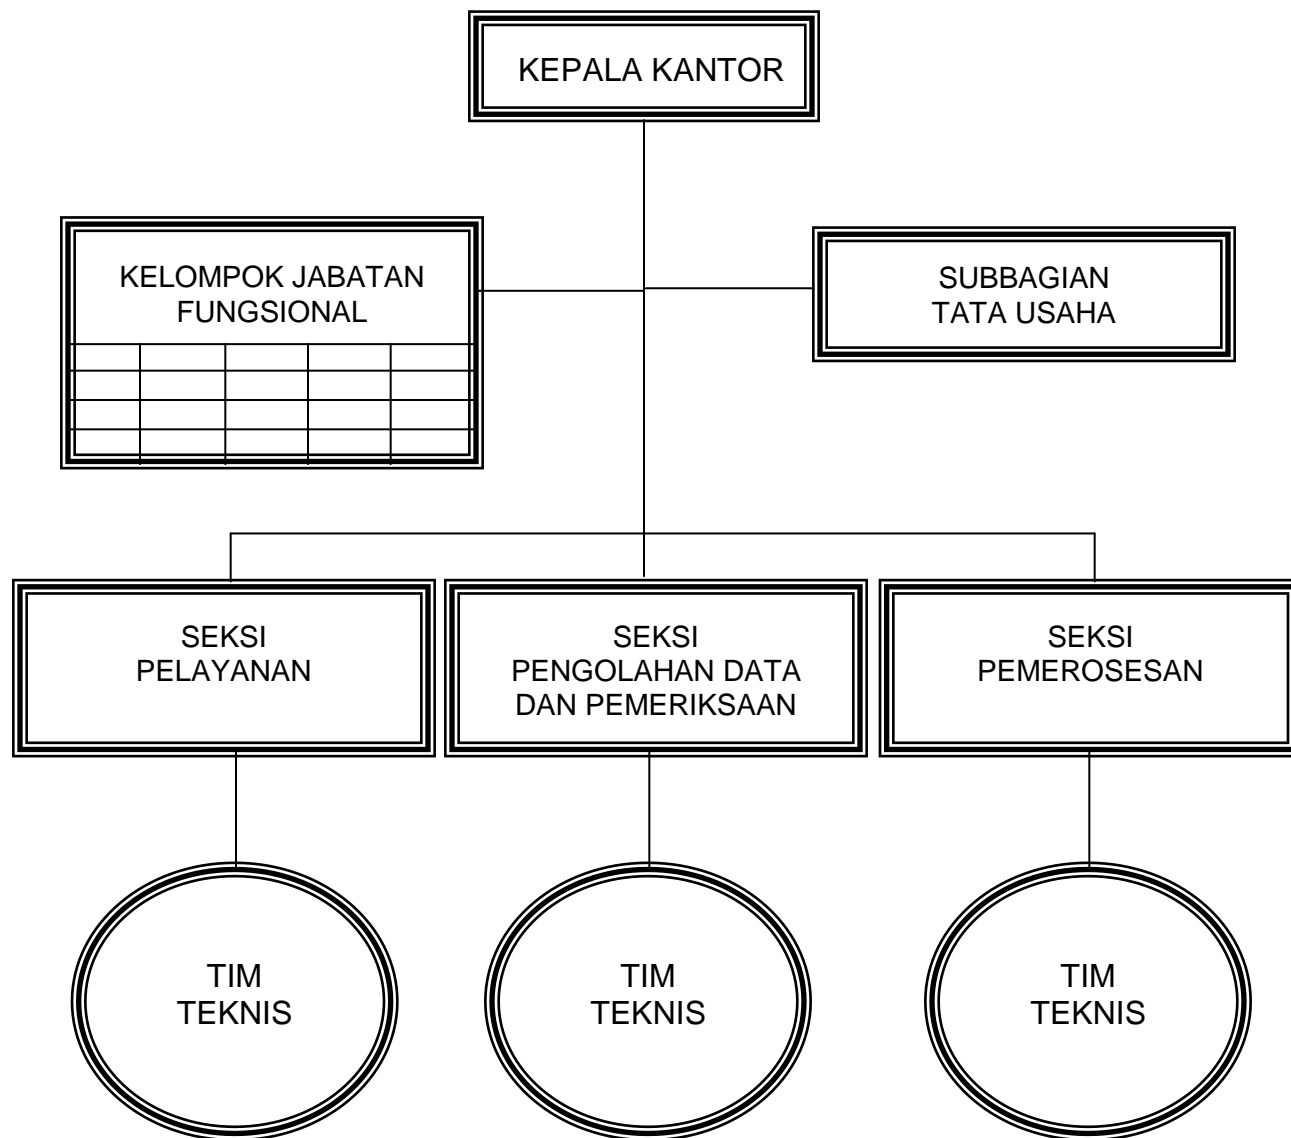 KEPALA KANTOR
KELOMPOK JABATAN
FUNGSIONAL
SUBBAGIAN
TATA USAHA
SEKSI
PELAYANAN
SEKSI
PENGOLAHAN DATA
DAN PEMERIKSAAN
SEKSI
PEMEROSESAN
TIM
TEKNIS
TIM
TEKNIS
TIM
TEKNIS